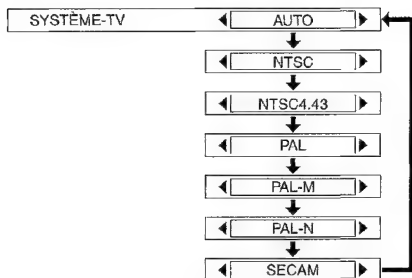 SYSTÈME-TV AUTO
NTSC
NTSC4.43
PAL
PAL-M
PAL-N
SECAM